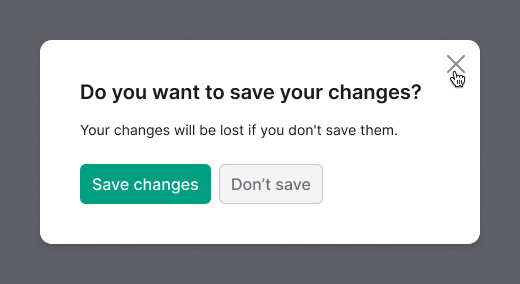 Do you want to save your changes?
Your changes will be lost if you don't save them.
Save changes
Don’t save